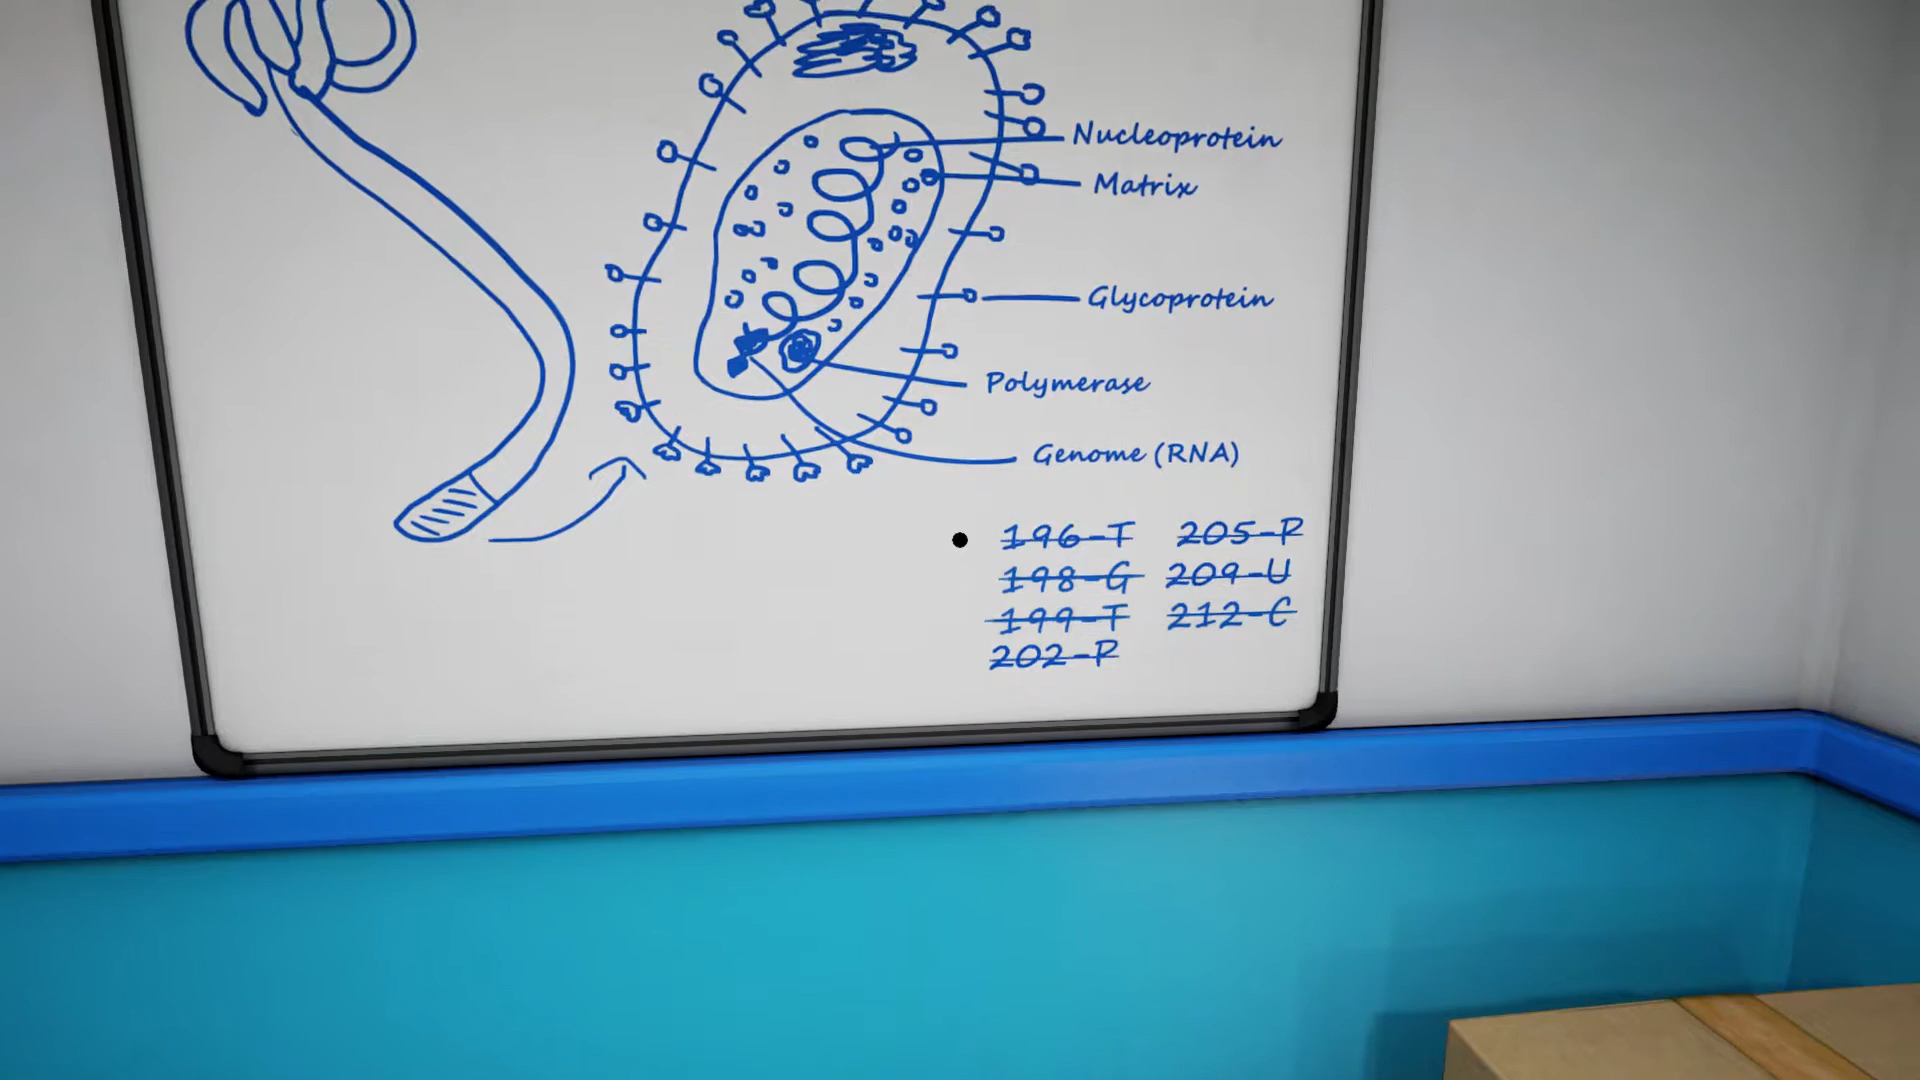 Nucleoprotein
Matrix
Glycoprotein
Polymerase
Genome (RNA)
196-T 205-P
198-G 209-U
199-T 212-C
202-P